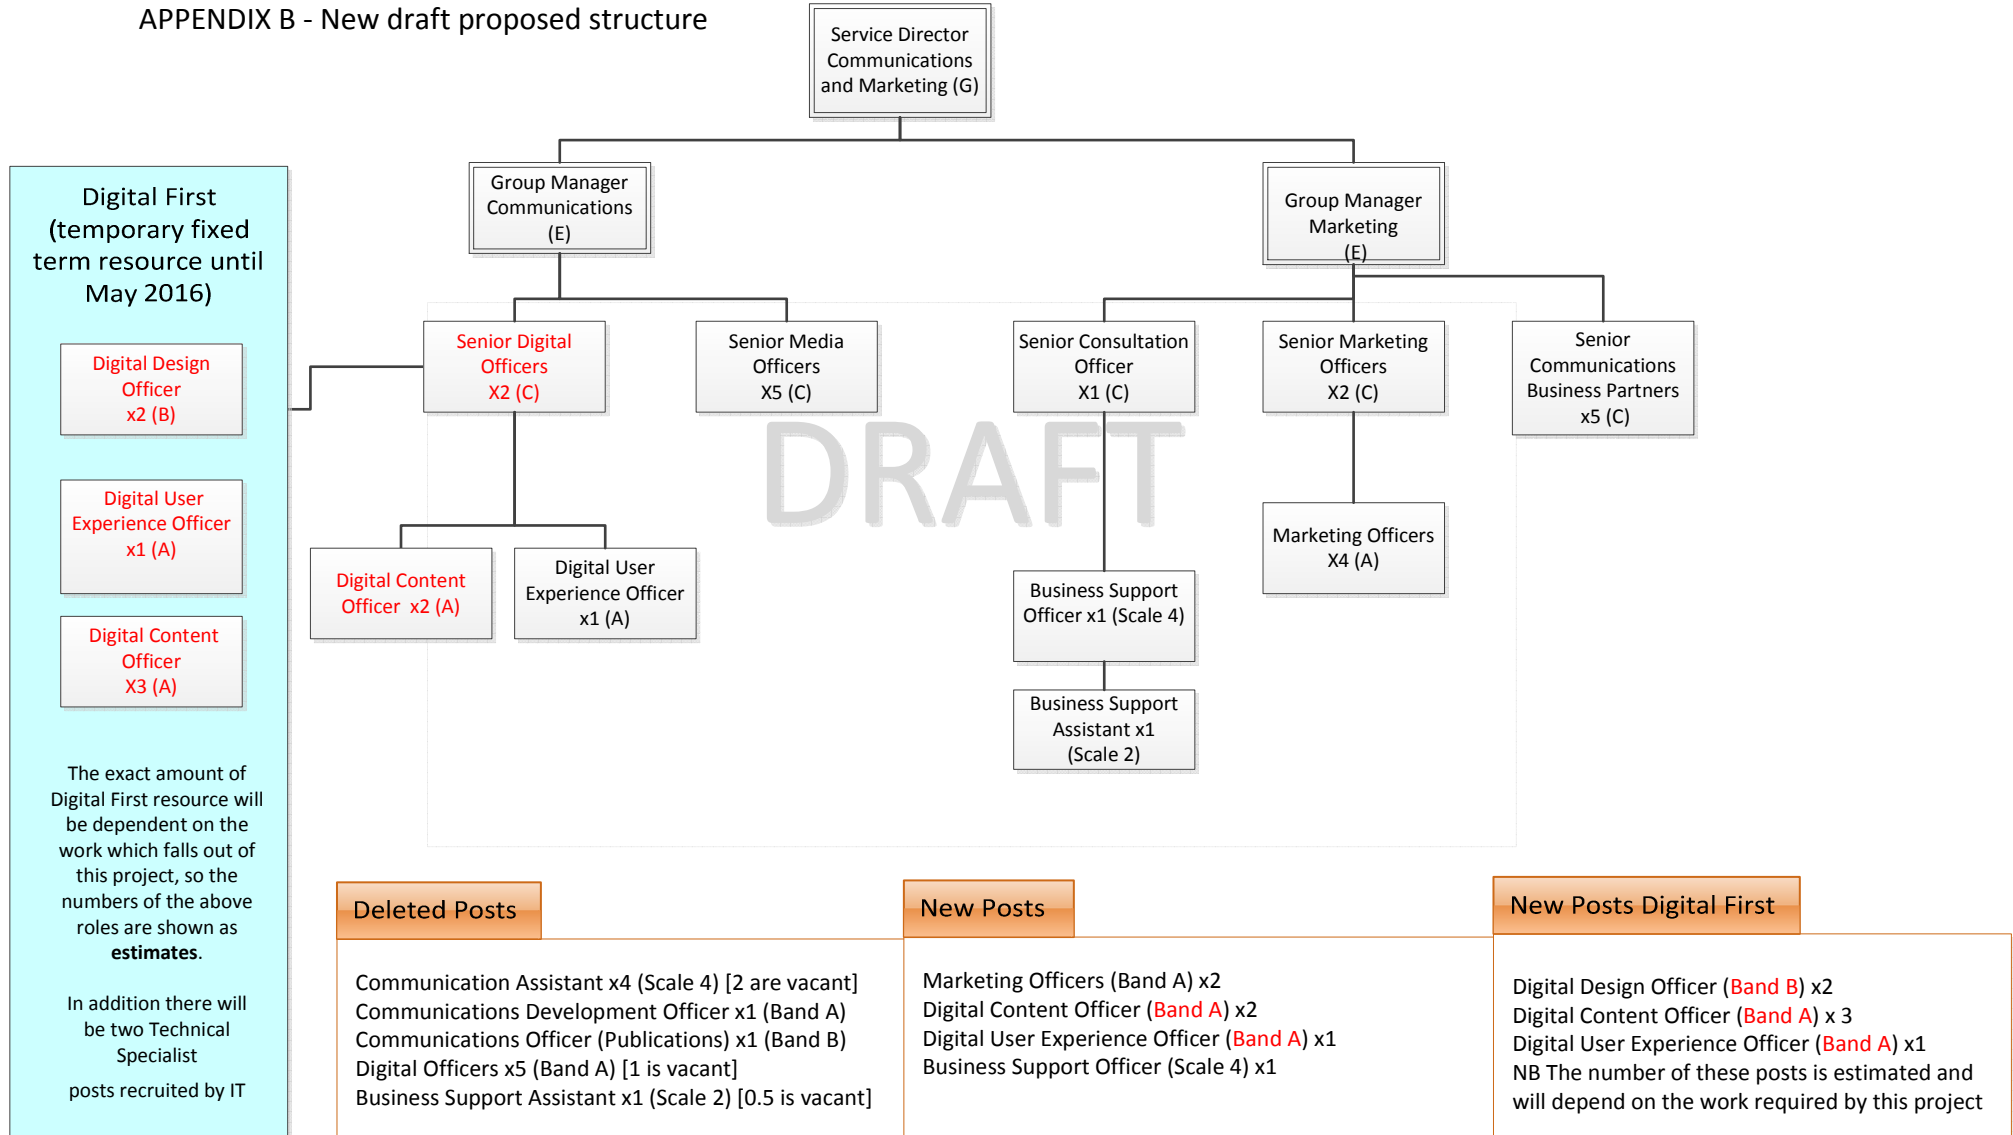 APPENDIX B - New draft proposed structure
Service Director
Communications
and Marketing (G)
Group Manager
Communications
(E)
Group Manager
Marketing
(E)
Digital First
(temporary fixed
term resource until
May 2016)
Digital Design
Officer
x2 (B)
Digital User
Experience Officer
x1 (A)
Digital Content
Officer
X3 (A)
The exact amount of
Digital First resource will
be dependent on the
work which falls out of
this project, so the
numbers of the above
roles are shown as
estimates.
In addition there will
be two Technical
Specialist
posts recruited by IT
Senior Digital
Officers
X2 (C)
Senior Media
Officers
X5 (C)
Senior Consultation
Officer
X1 (C)
Senior Marketing
Officers
X2 (C)
Senior
Communications
Business Partners
x5 (C)
DRAFT
Digital Content
Officer  x2 (A)
Digital User
Experience Officer
x1 (A)
Business Support
Officer x1 (Scale 4)
Marketing Officers
X4 (A)
Business Support
Assistant x1
(Scale 2)
Deleted Posts
Communication Assistant x4 (Scale 4) [2 are vacant]
Communications Development Officer x1 (Band A)
Communications Officer (Publications) x1 (Band B)
Digital Officers x5 (Band A) [1 is vacant]
Business Support Assistant x1 (Scale 2) [0.5 is vacant]
New Posts
Marketing Officers (Band A) x2
Digital Content Officer (Band A) x2
Digital User Experience Officer (Band A) x1
Business Support Officer (Scale 4) x1
New Posts Digital First
Digital Design Officer (Band B) x2
Digital Content Officer (Band A) x 3
Digital User Experience Officer (Band A) x1
NB The number of these posts is estimated and
will depend on the work required by this project